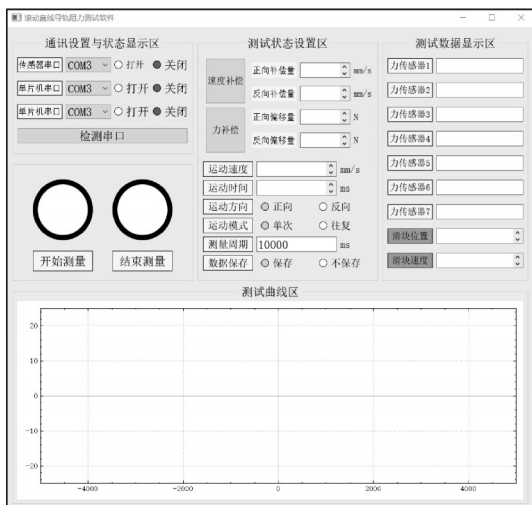 滚动直线导轨阻力测试软件
通讯设置与状态显示区
传感器串口 COM3 打开 关闭
单片机串口 COM3 打开 关闭
单片机串口 COM3 打开 关闭
检测串口
开始测量 结束测量
测试状态设置区
速度补偿
正向补偿量 mm/s
反向补偿量 mm/s
力补偿
正向偏移量 N
反向偏移量 N
运动速度 mm/s
运动时间 ms
运动方向 正向 反向
运动模式 单次 往复
测量周期 10000 ms
数据保存 保存 不保存
测试数据显示区
力传感器1
力传感器2
力传感器3
力传感器4
力传感器5
力传感器6
力传感器7
滑块位置
滑块速度
测试曲线区
20
10
0
-10
-20
-4000 -2000 0 2000 4000